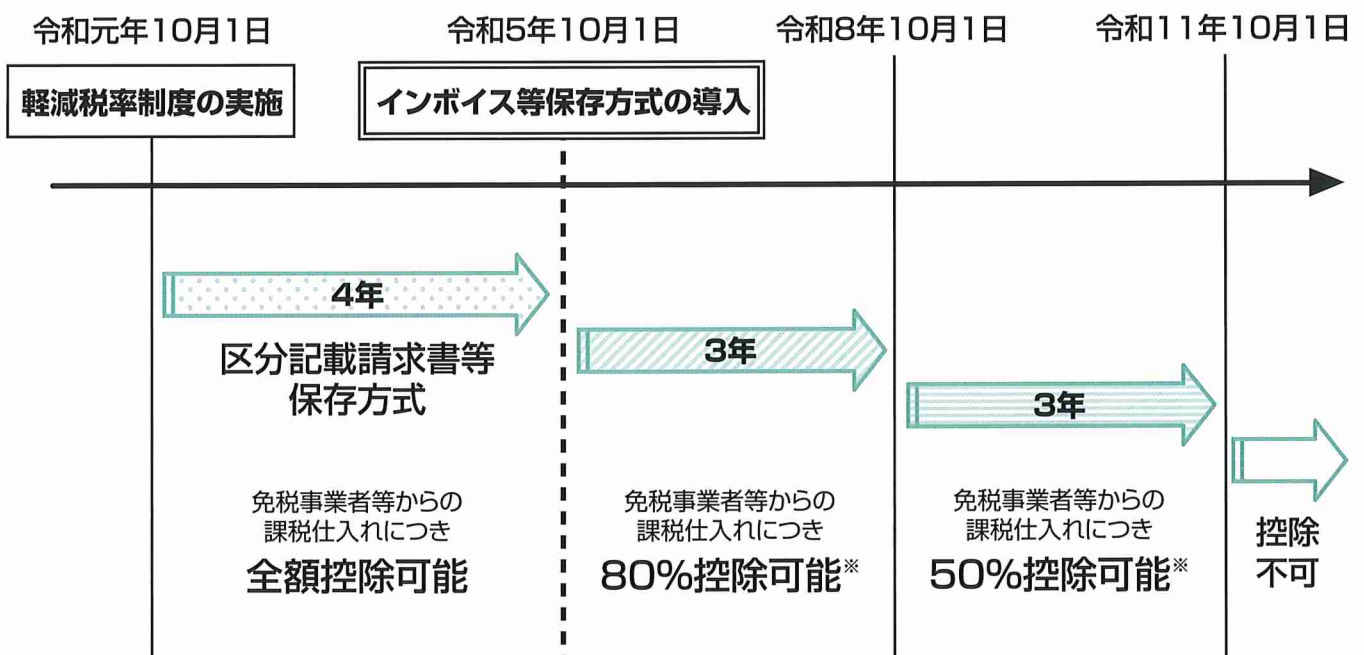 令和元年10月1日
令和5年10月1日
令和8年10月1日
令和11年10月1日
軽減税率制度の実施
インボイス等保存方式の導入
4年
区分記載請求書等
保存方式
免税事業者等からの
課税仕入れにつき
全額控除可能
3年
免税事業者等からの
課税仕入れにつき
80%控除可能※
3年
免税事業者等からの
課税仕入れにつき
50%控除可能※
控除
不可